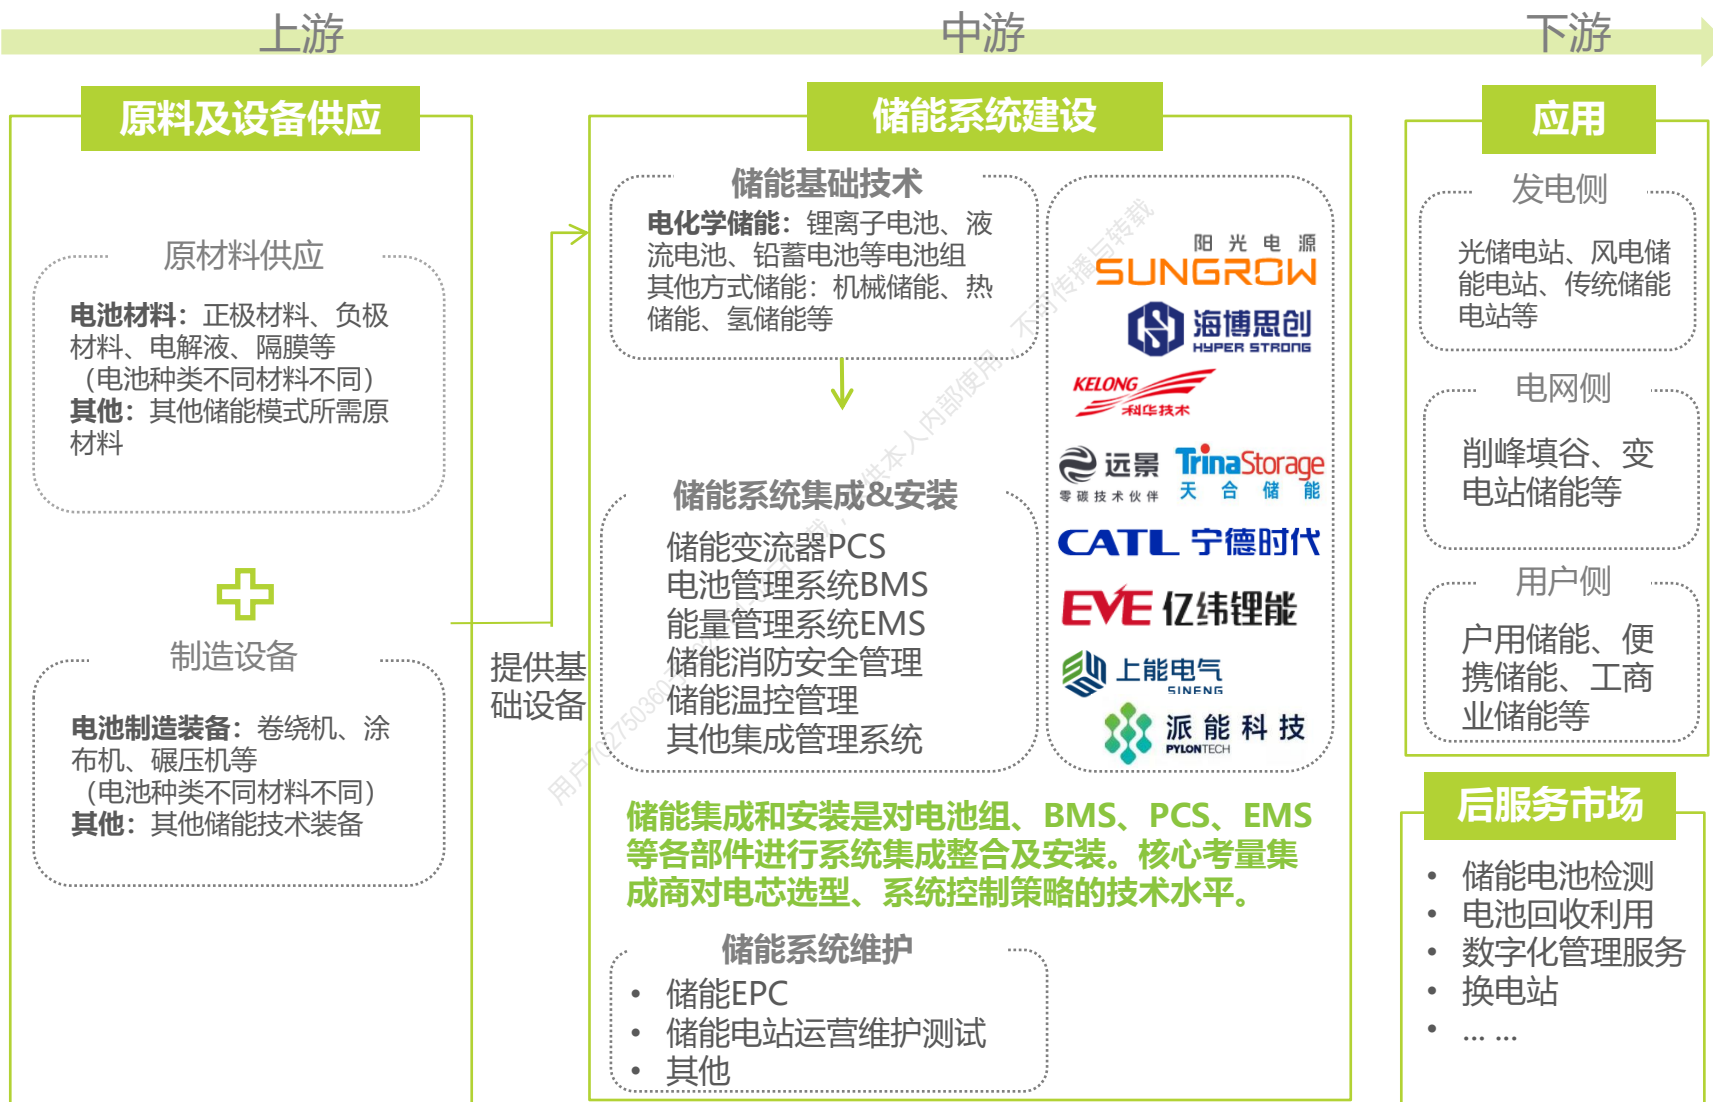 上游
中游
下游
原料及设备供应
原材料供应
电池材料：正极材料、负极
材料、电解液、隔膜等
（电池种类不同材料不同）
其他：其他储能模式所需原
材料
制造设备
电池制造装备：卷绕机、涂
布机、碾压机等
（电池种类不同材料不同）
其他：其他储能技术装备
提供基
础设备
储能系统建设
储能基础技术
电化学储能：锂离子电池、液
流电池、铅蓄电池等电池组
其他方式储能：机械储能、热
储能、氢储能等
储能系统集成&安装
储能变流器PCS
电池管理系统BMS
能量管理系统EMS
储能消防安全管理
储能温控管理
其他集成管理系统
阳光电源
SUNGROW
海博思创
HYPER STRONG
KELONG
科华技术
远景
零碳技术伙伴
TrinaStorage
天合储能
CATL 宁德时代
EVE 亿纬锂能
上能电气
SINENG
派能科技
PYLONTECH
储能集成和安装是对电池组、BMS、PCS、EMS
等各部件进行系统集成整合及安装。核心考量集
成商对电芯选型、系统控制策略的技术水平。
储能系统维护
• 储能EPC
• 储能电站运营维护测试
• 其他
应用
发电侧
光储电站、风电储
能电站、传统储能
电站等
电网侧
削峰填谷、变
电站储能等
用户侧
户用储能、便
携储能、工商
业储能等
后服务市场
• 储能电池检测
• 电池回收利用
• 数字化管理服务
• 换电站
• ... ...